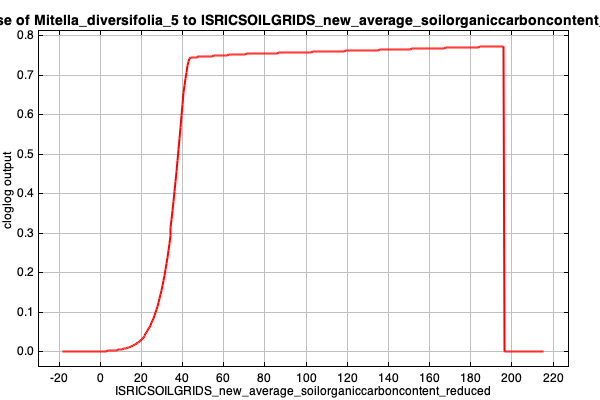 se of Mitella_diversifolia_5 to ISRICSOILGRIDS_new_average_soilorganiccarboncontent_
0.8
0.7
0.6
0.5
0.4
0.3
0.2
0.1
0.0
cloglog output
-20 0 20 40 60 80 100 120 140 160 180 200 220
ISRICSOILGRIDS_new_average_soilorganiccarboncontent_reduced